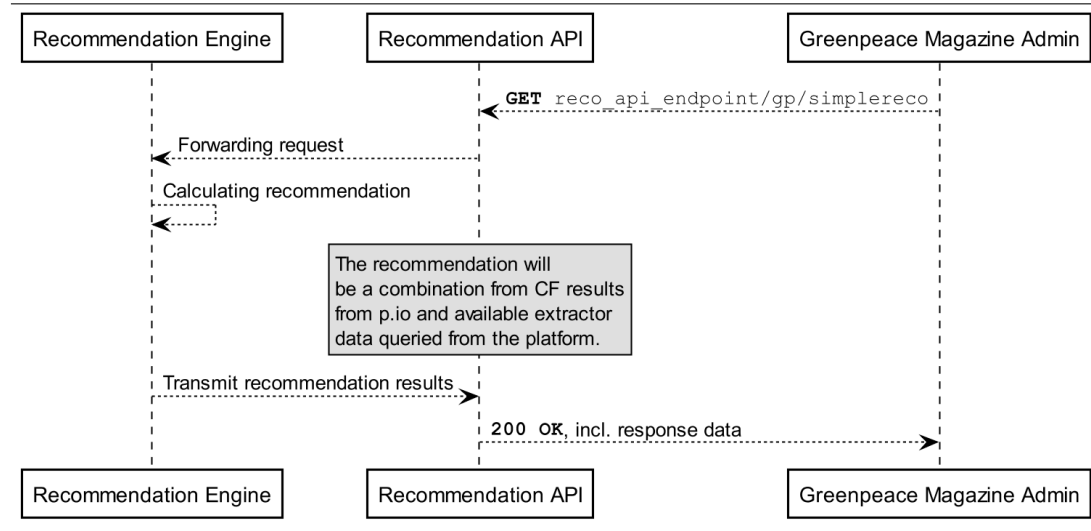 Recommendation Engine
Recommendation API
Greenpeace Magazine Admin
GET reco_api_endpoint/gp/simplereco
Forwarding request
Calculating recommendation
The recommendation will
be a combination from CF results
from p.io and available extractor
data queried from the platform.
Transmit recommendation results
200 OK, incl. response data
Recommendation Engine
Recommendation API
Greenpeace Magazine Admin